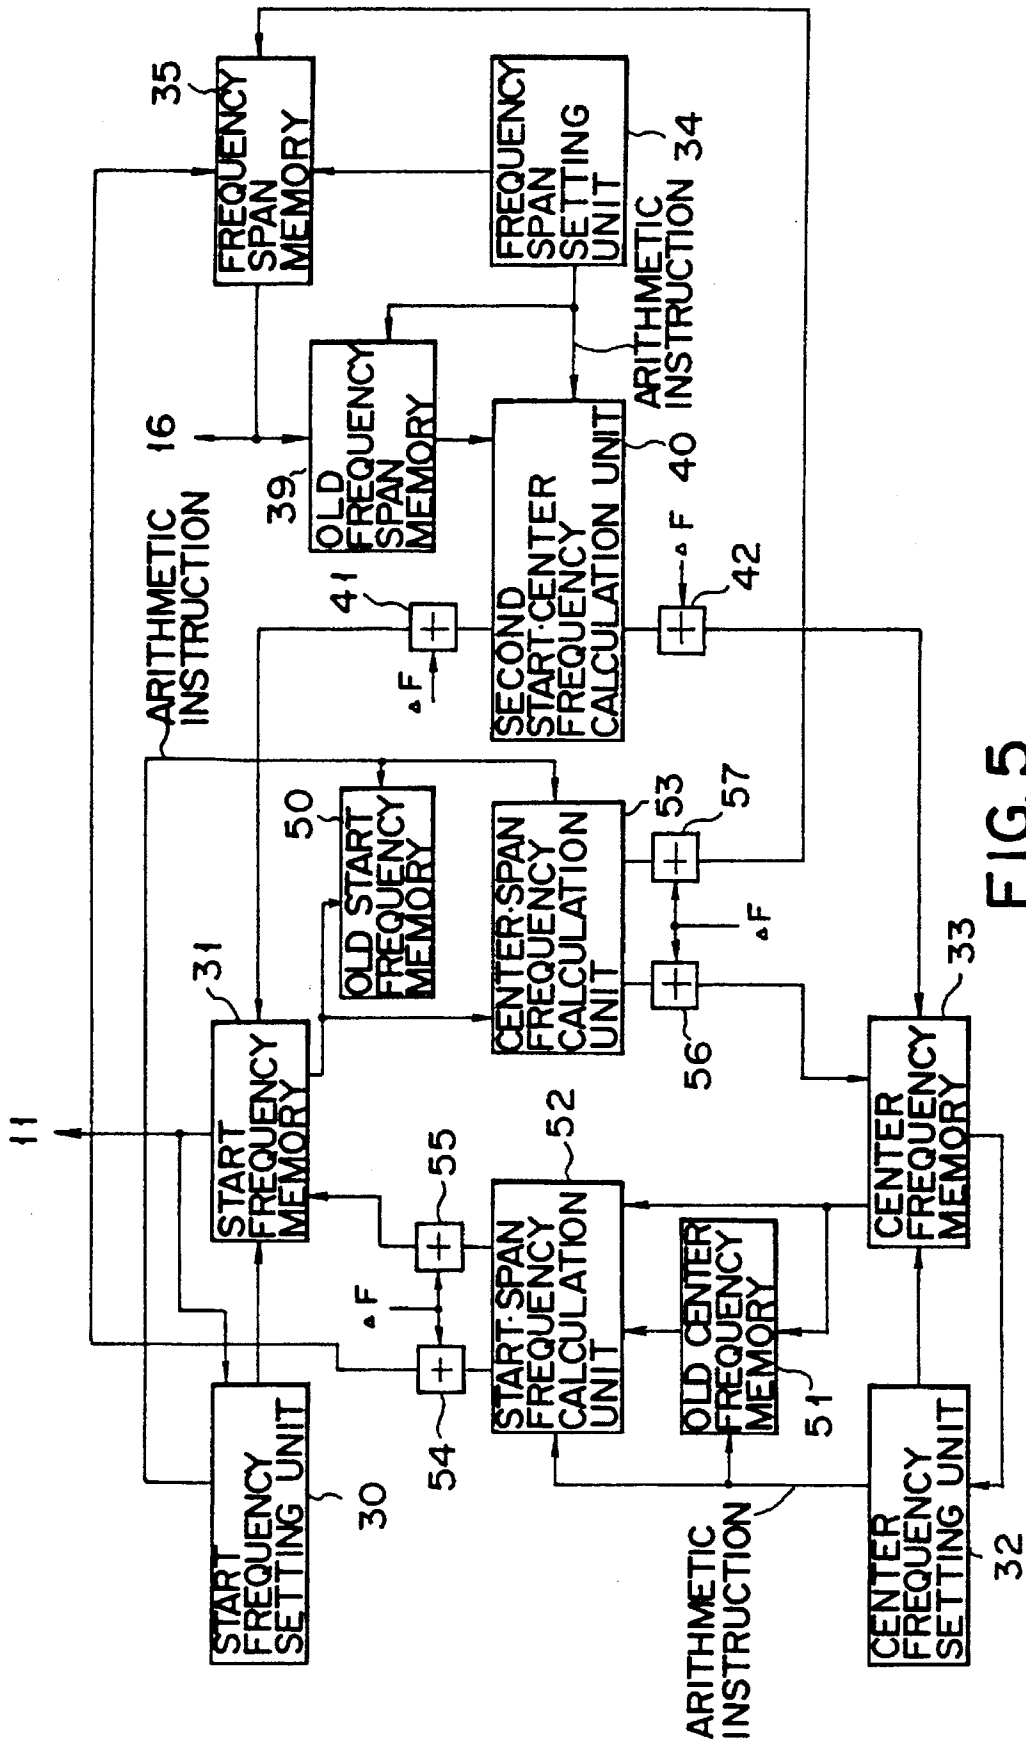 11
ARITHMETIC
INSTRUCTION
16
35
FREQUENCY
SPAN
MEMORY
START
FREQUENCY
SETTING UNIT
30
START
FREQUENCY
MEMORY
31
OLD START
FREQUENCY
MEMORY
50
39
OLD
FREQUENCY
SPAN
MEMORY
FREQUENCY
SPAN
SETTING
UNIT
34
54
ΔF
55
ΔF
41
START·SPAN
FREQUENCY
CALCULATION
UNIT
52
CENTER·SPAN
FREQUENCY
CALCULATION
UNIT
53
SECOND
START·CENTER
FREQUENCY
CALCULATION UNIT
40
ARITHMETIC
INSTRUCTION
OLD CENTER
FREQUENCY
MEMORY
51
56
ΔF
57
ΔF
42
ARITHMETIC
INSTRUCTION
CENTER
FREQUENCY
SETTING UNIT
32
CENTER
FREQUENCY
MEMORY
33
FIG. 5